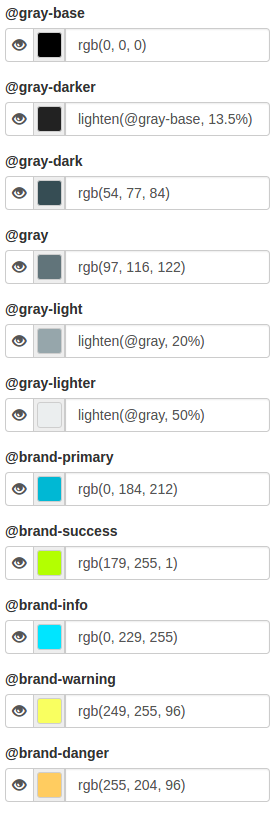 @gray-base
rgb(0, 0, 0)
@gray-darker
lighten(@gray-base, 13.5%)
@gray-dark
rgb(54, 77, 84)
@gray
rgb(97, 116, 122)
@gray-light
lighten(@gray, 20%)
@gray-lighter
lighten(@gray, 50%)
@brand-primary
rgb(0, 184, 212)
@brand-success
rgb(179, 255, 1)
@brand-info
rgb(0, 229, 255)
@brand-warning
rgb(249, 255, 96)
@brand-danger
rgb(255, 204, 96)